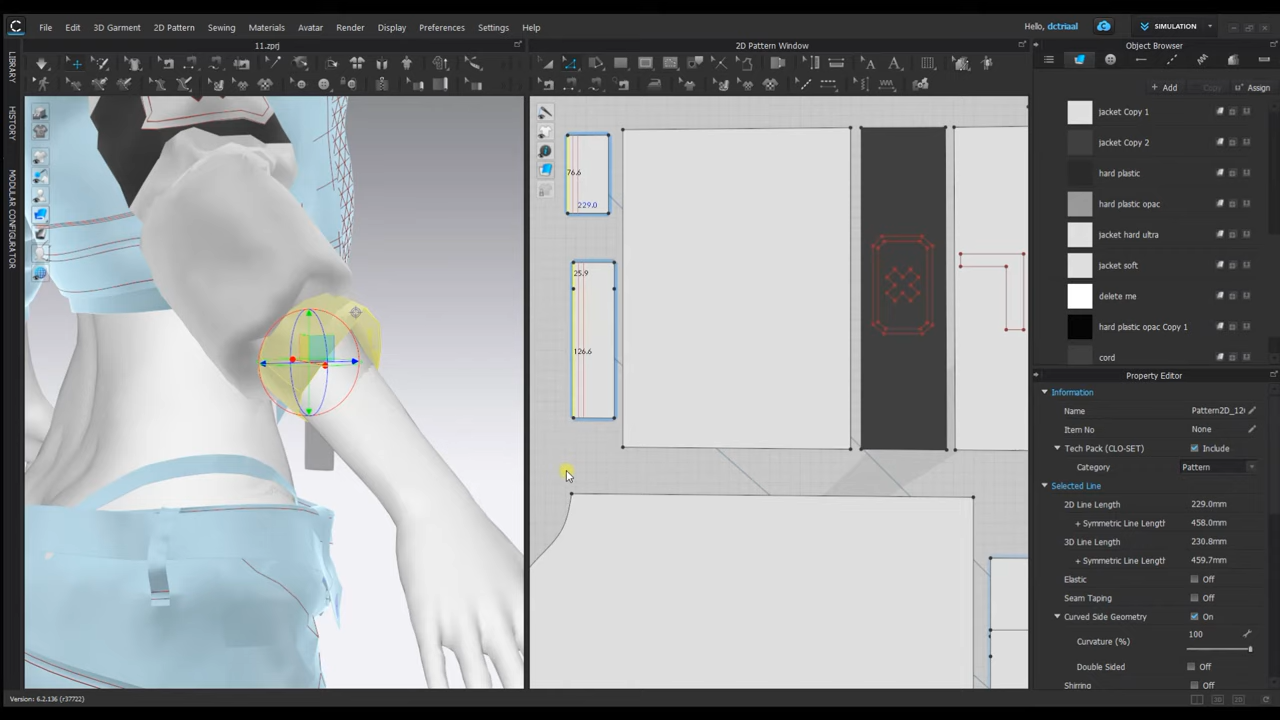 File Edit 3D Garment 2D Pattern Sewing Materials Avatar Render Display Preferences Settings Help
Hello, dctriaal
SIMULATION
11.zprj
2D Pattern Window
Object Browser
LIBRARY
HISTORY
MODULAR CONFIGURATOR
+ Add
Copy
Assign
jacket Copy 1
jacket Copy 2
hard plastic
hard plastic opac
jacket hard ultra
jacket soft
delete me
hard plastic opac Copy 1
cord
76.6
229.0
25.9
126.6
Property Editor
Information
Name Pattern2D_12
Item No None
Tech Pack (CLO-SET) Include
Category Pattern
Selected Line
2D Line Length 229.0mm
+ Symmetric Line Length 458.0mm
3D Line Length 230.8mm
+ Symmetric Line Length 459.7mm
Elastic Off
Seam Taping Off
Curved Side Geometry On
Curvature (%) 100
Double Sided Off
Shirring Off
Version: 6.2.136 (r37722)
3D 2D